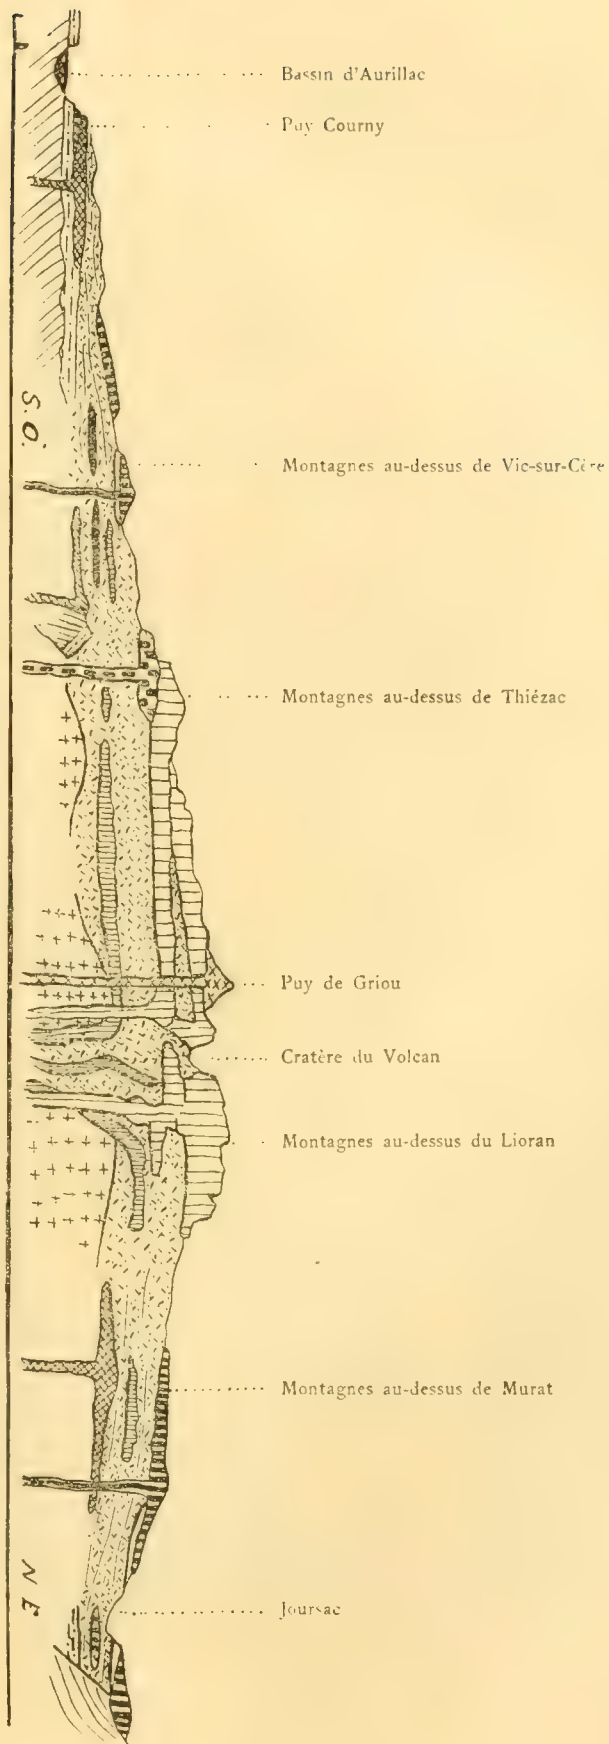 Bassin d'Aurillac
Puy Courny
S. O.
Montagnes au-dessus de Vic-sur-Cère
Montagnes au-dessus de Thiézac
Puy de Griou
Cratère du Volcan
Montagnes au-dessus du Lioran
Montagnes au-dessus de Murat
N E
Joursac